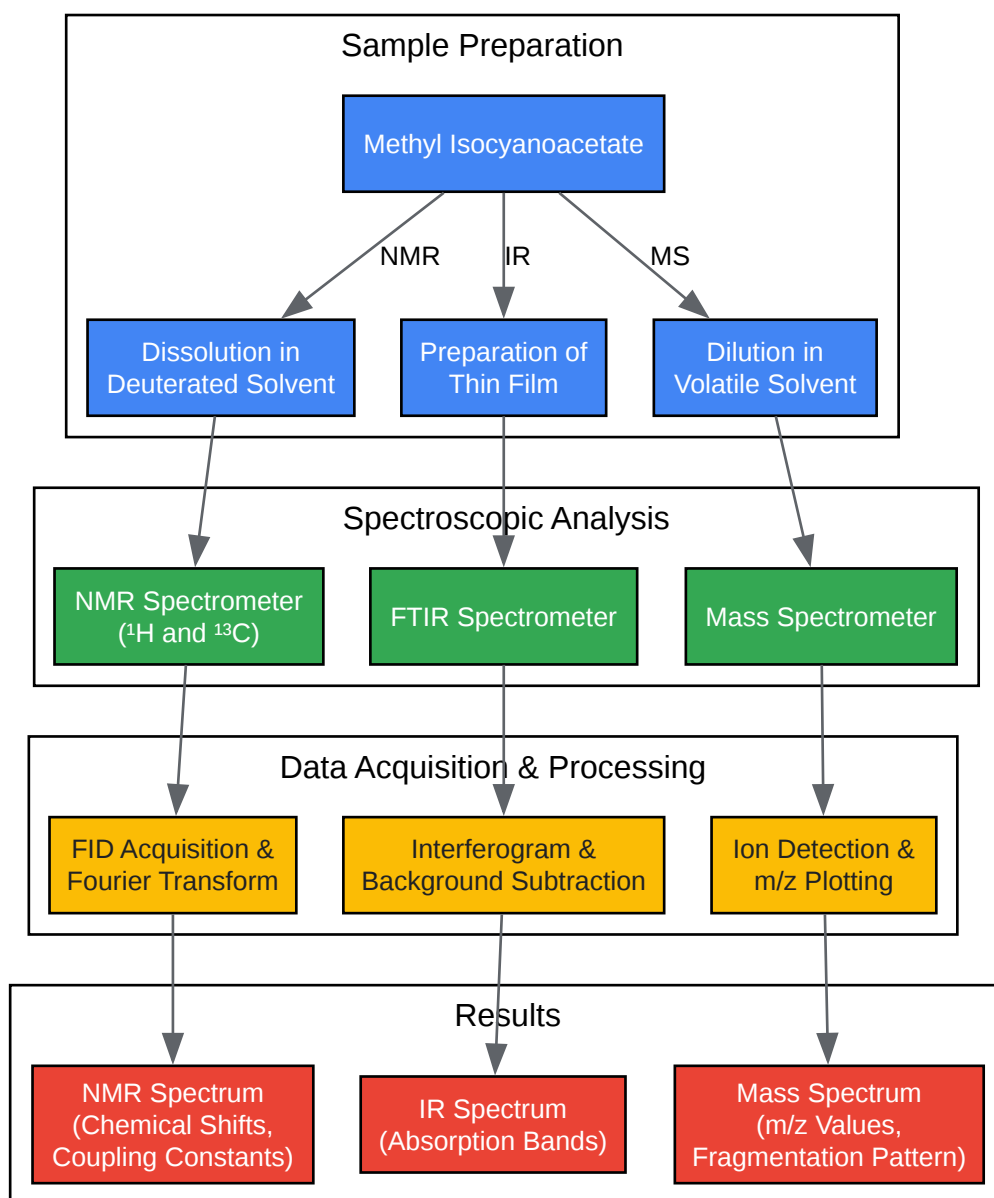 Sample Preparation
Methyl Isocyanoacetate
NMR
IR
MS
Dissolution in
Deuterated Solvent
Preparation of
Thin Film
Dilution in
Volatile Solvent
Spectroscopic Analysis
NMR Spectrometer
(¹H and ¹³C)
FTIR Spectrometer
Mass Spectrometer
Data Acquisition & Processing
FID Acquisition &
Fourier Transform
Interferogram &
Background Subtraction
Ion Detection &
m/z Plotting
Results
NMR Spectrum
(Chemical Shifts,
Coupling Constants)
IR Spectrum
(Absorption Bands)
Mass Spectrum
(m/z Values,
Fragmentation Pattern)